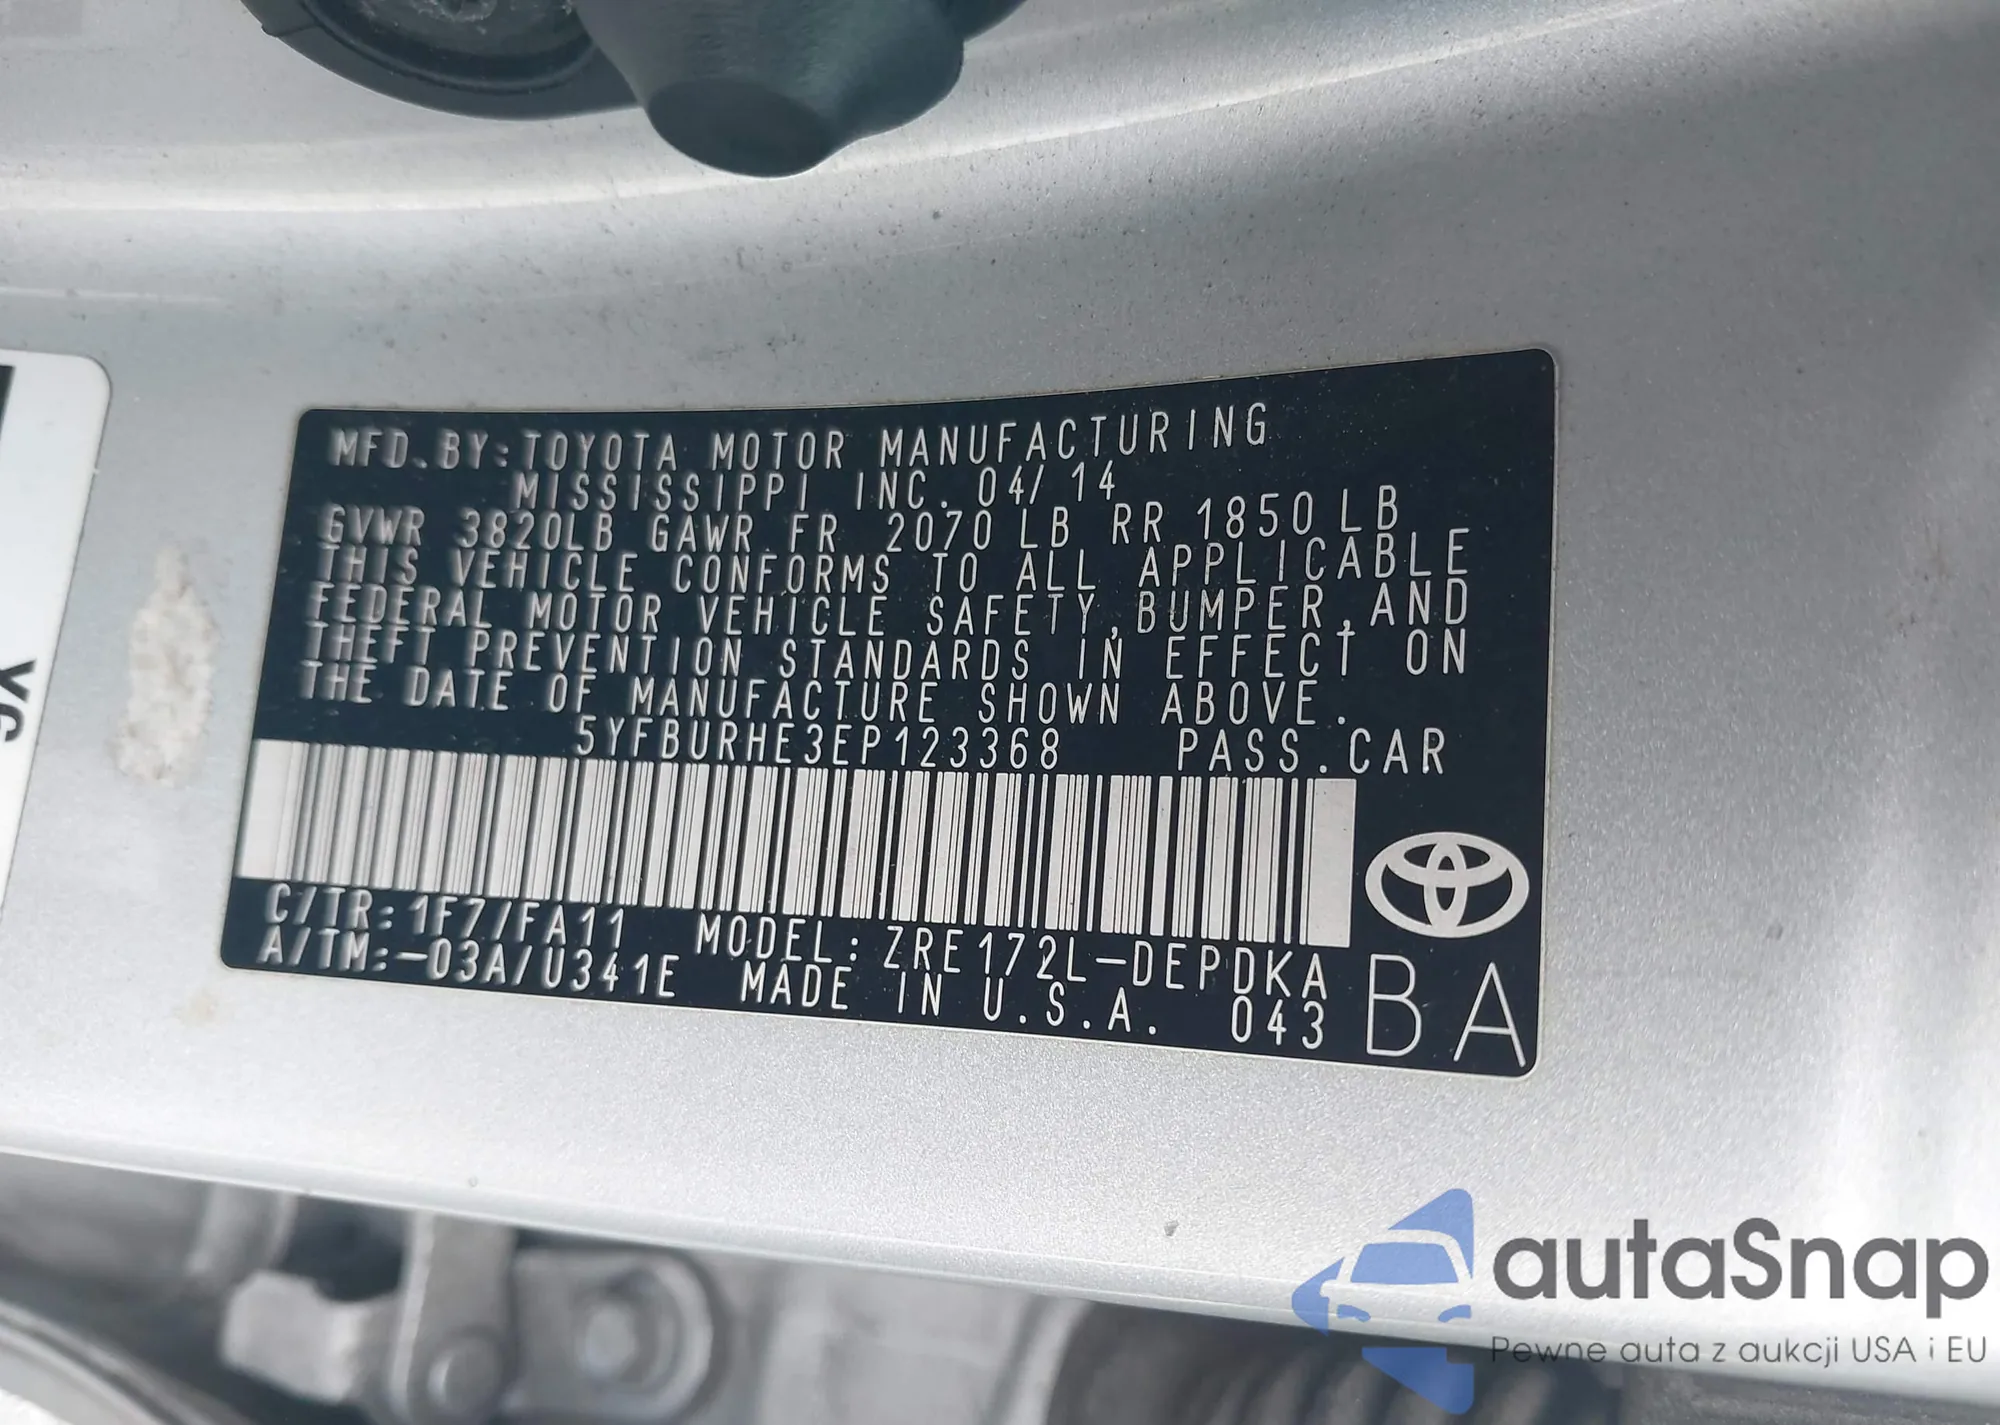 MFD. BY: TOYOTA MOTOR MANUFACTURING
MISSISSIPPI INC. 04/14
GVWR 3820LB GAWR FR 2070 LB RR 1850 LB
THIS VEHICLE CONFORMS TO ALL APPLICABLE
FEDERAL MOTOR VEHICLE SAFETY, BUMPER, AND
THEFT PREVENTION STANDARDS IN EFFECT ON
THE DATE OF MANUFACTURE SHOWN ABOVE.
5YFBURHE3EP123368 PASS. CAR
C/TR: 1F7/FA11 MODEL: ZRE172L-DEPDKA
A/TM: -03A/U341E MADE IN U.S.A. 043
BA
autaSnap
Pewne auta z aukcji USA i EU